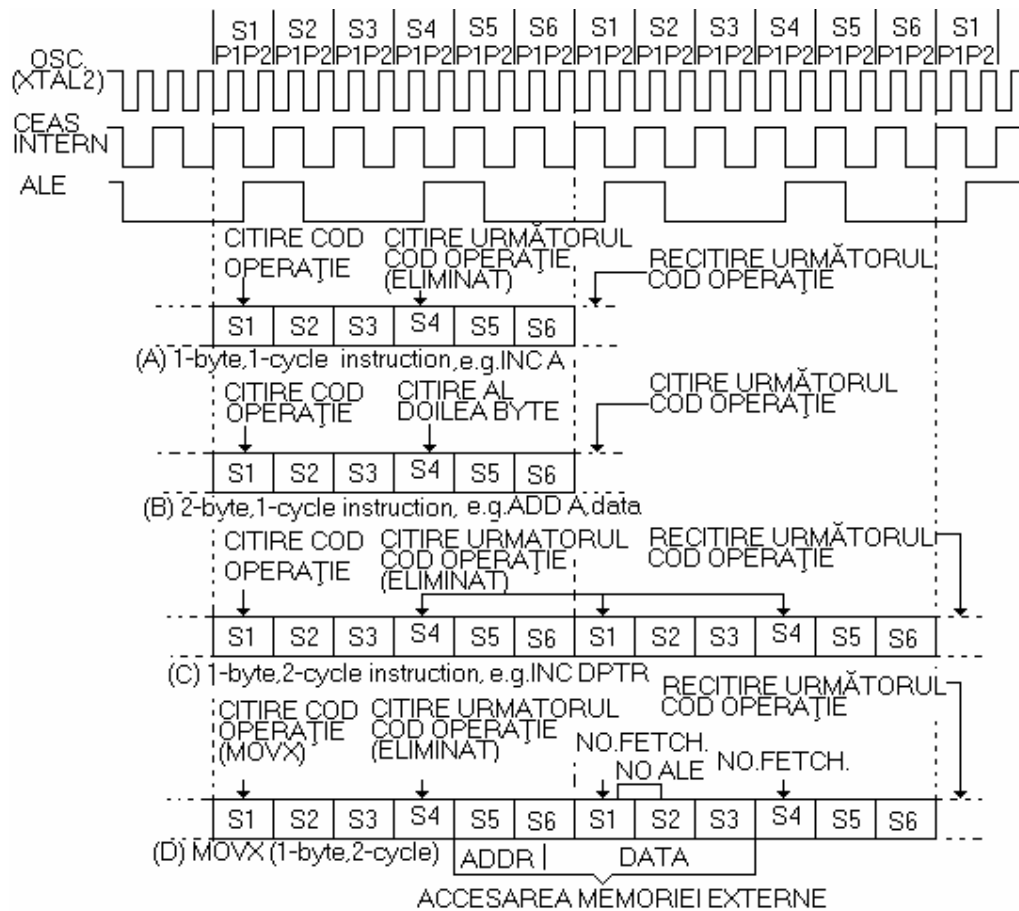 S1 S2 S3 S4 S5 S6 S1 S2 S3 S4 S5 S6 S1
P1P2 P1P2 P1P2 P1P2 P1P2 P1P2 P1P2 P1P2 P1P2 P1P2 P1P2 P1P2 P1P2
OSC.
(XTAL2)
CEAS
INTERN
ALE
CITIRE COD
OPERAŢIE
CITIRE URMĂTORUL
COD OPERAŢIE
(ELIMINAT)
RECITIRE URMĂTORUL
COD OPERAŢIE
S1 S2 S3 S4 S5 S6
(A) 1-byte,1-cycle instruction,e.g.INC A
CITIRE COD
OPERAŢIE
CITIRE AL
DOILEA BYTE
CITIRE URMĂTORUL
COD OPERAŢIE
S1 S2 S3 S4 S5 S6
(B) 2-byte,1-cycle instruction, e.g.ADD A,data
CITIRE COD
OPERAŢIE
CITIRE URMATORUL
COD OPERAŢIE
(ELIMINAT)
RECITIRE URMĂTORUL
COD OPERAŢIE
S1 S2 S3 S4 S5 S6 S1 S2 S3 S4 S5 S6
(C) 1-byte,2-cycle instruction, e.g.INC DPTR
CITIRE COD
OPERAŢIE
(MOVX)
CITIRE URMATORUL
COD OPERAŢIE
(ELIMINAT)
RECITIRE URMĂTORUL
COD OPERAŢIE
NO.FETCH.
NO ALE
NO.FETCH.
S1 S2 S3 S4 S5 S6 S1 S2 S3 S4 S5 S6
(D) MOVX (1-byte,2-cycle)
ADDR DATA
ACCESAREA MEMORIEI EXTERNE